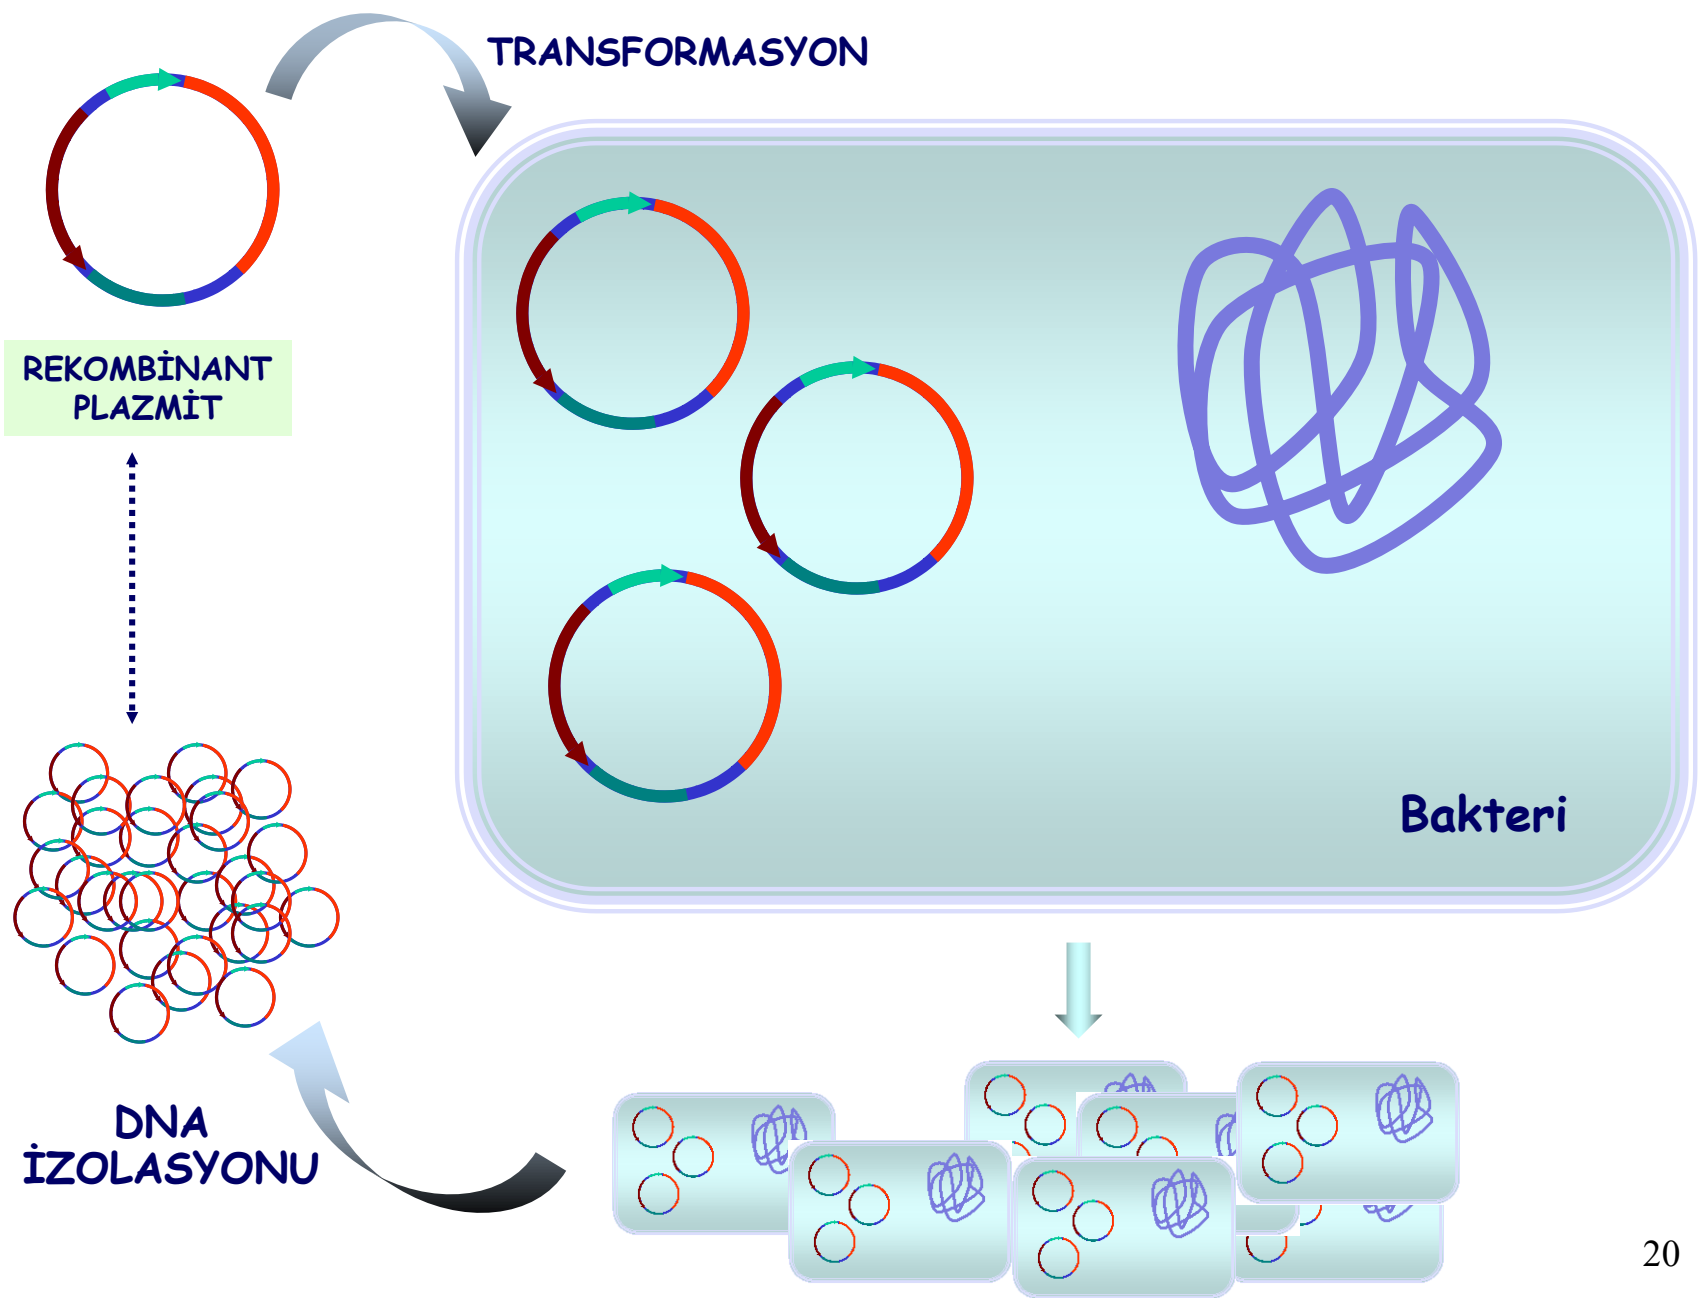 TRANSFORMASYON
REKOMBİNANT
PLAZMİT
Bakteri
DNA
İZOLASYONU
20